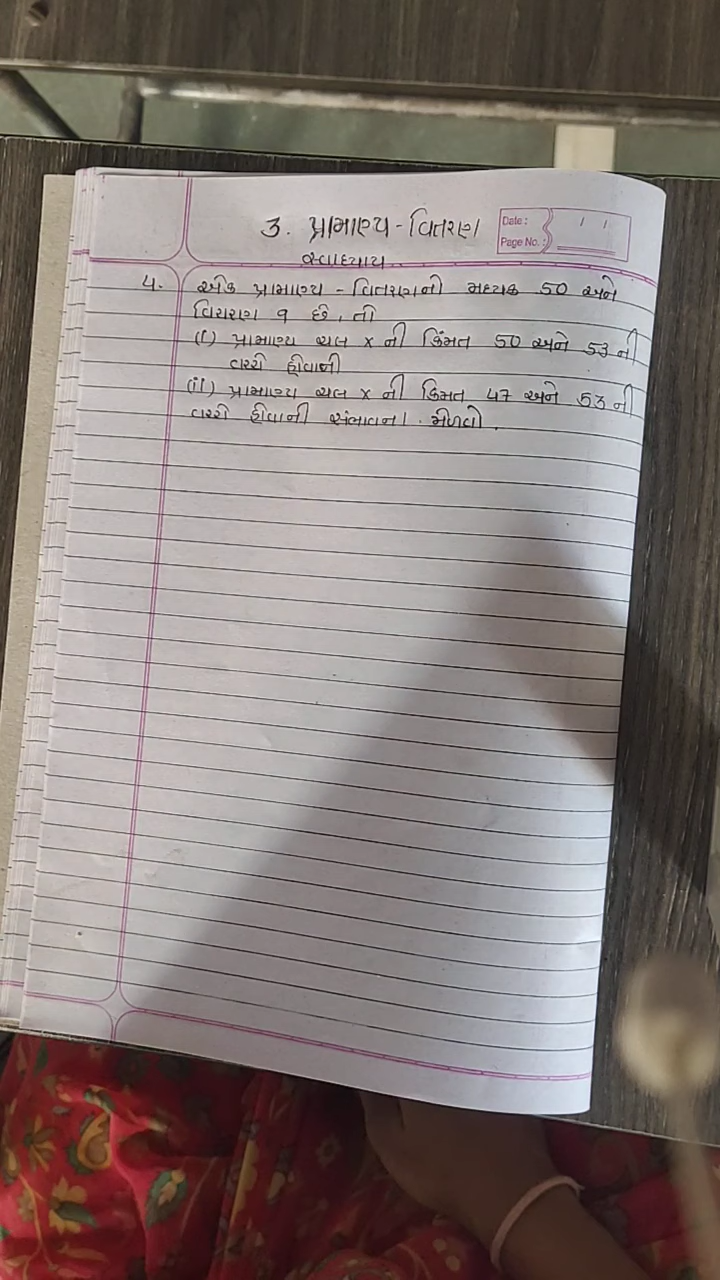 3. પ્રામાણ્ય - વિતરણ
Date : / /
Page No. :
સ્વાધ્યાય
4. એક પ્રામાણ્ય - વિતરણનો મધ્યક 50 અને
વિચરણ 9 છે, તો
(i) પ્રામાણ્ય ચલ x ની કિંમત 50 અને 53 ની
વચ્ચે હોવાની
(ii) પ્રામાણ્ય ચલ x ની કિંમત 47 અને 53 ની
વચ્ચે હોવાની સંભાવના મેળવો.